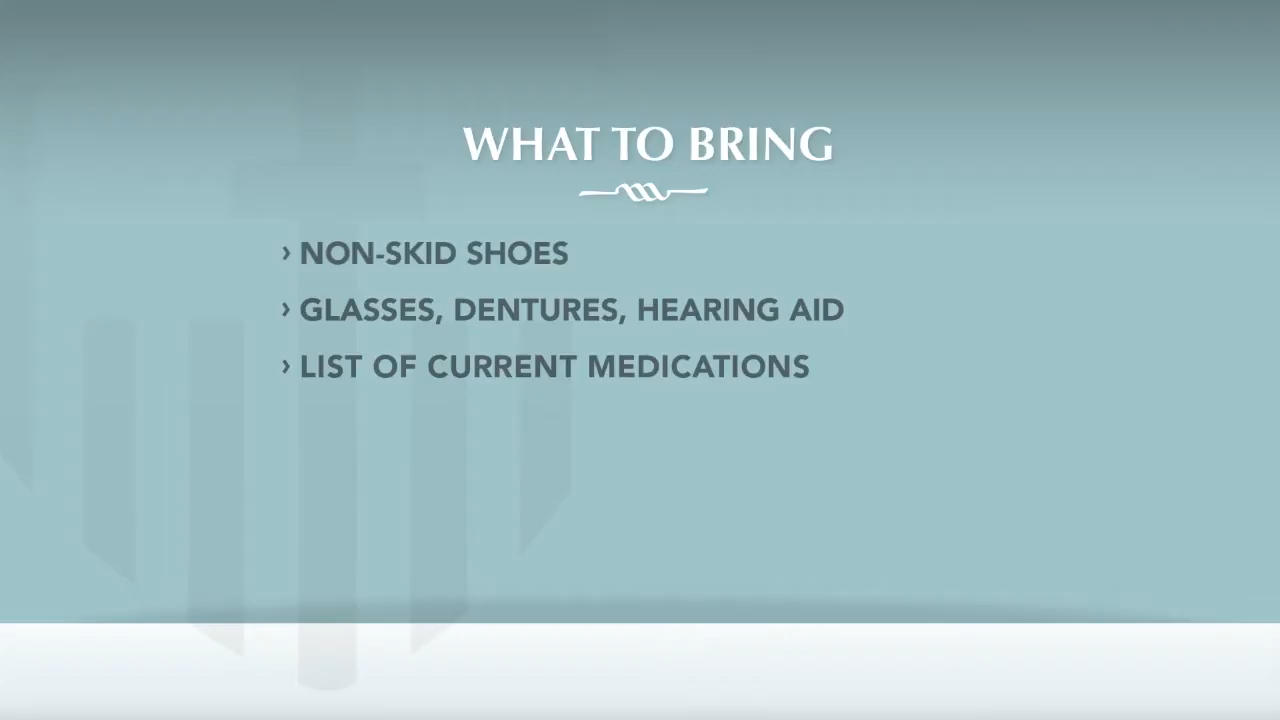 WHAT TO BRING
› NON-SKID SHOES
› GLASSES, DENTURES, HEARING AID
› LIST OF CURRENT MEDICATIONS